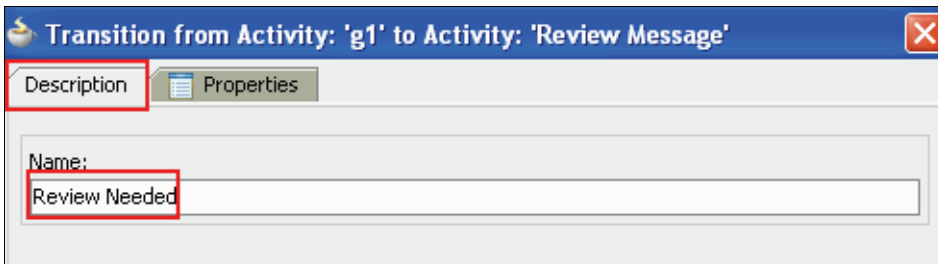 Transition from Activity: 'g1' to Activity: 'Review Message'
Description Properties
Name:
Review Needed